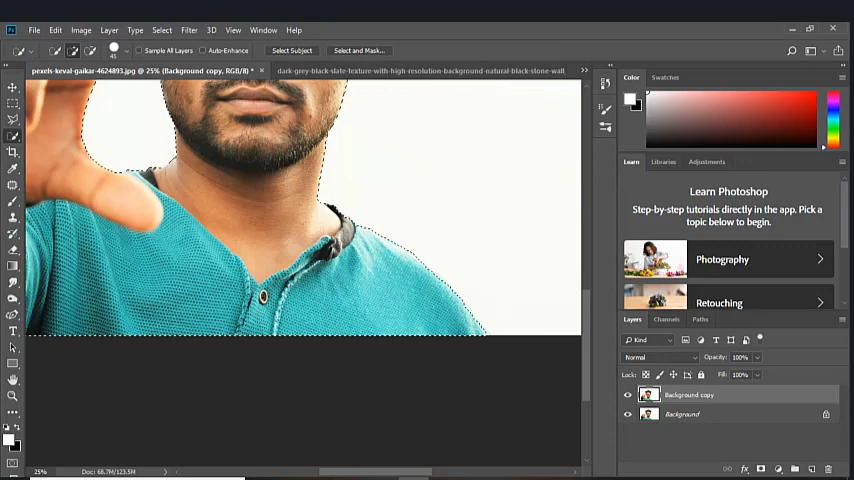 Ps File Edit Image Layer Type Select Filter 3D View Window Help
45 Sample All Layers Auto-Enhance Select Subject Select and Mask...
pexels-keval-gaikar-4624893.jpg @ 25% (Background copy, RGB/8) * ×
dark-grey-black-slate-texture-with-high-resolution-background-natural-black-stone-wall
Color Swatches
Learn Libraries Adjustments
Learn Photoshop
Step-by-step tutorials directly in the app. Pick a
topic below to begin.
Photography
Retouching
Layers Channels Paths
Kind
Normal Opacity: 100%
Lock: Fill: 100%
Background copy
Background
25% Doc: 68.7M/123.5M